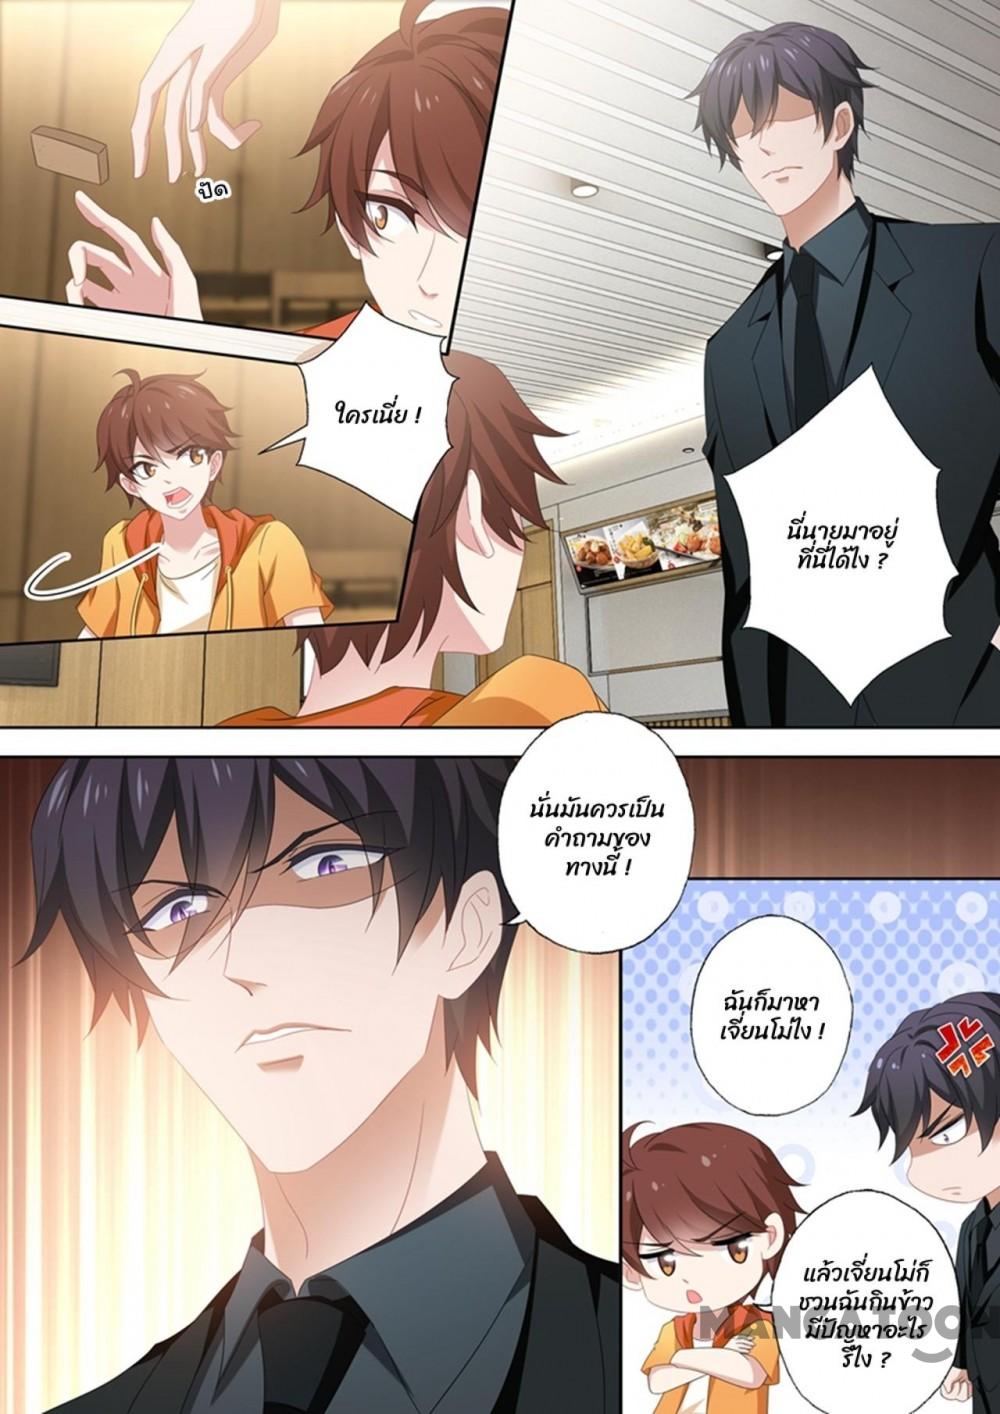 ปัด
ใครเนี่ย !
นี่นายมาอยู่
ที่นี่ได้ไง ?
นั่นมันควรเป็น
คำถามของ
ทางนี้ !
ฉันก็มาหา
เจี่ยนโม่ไง !
แล้วเจี่ยนโม่ก็
ชวนฉันกินข้าว
มีปัญหาอะไร
รึไง ?
MANGATOON